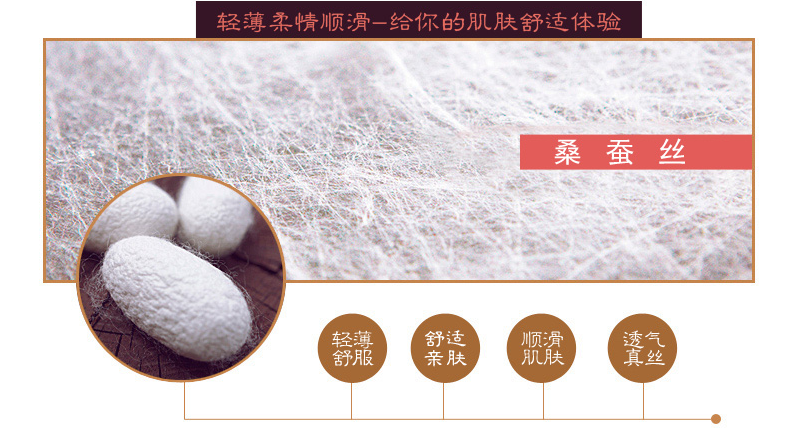 轻薄柔情顺滑-给你的肌肤舒适体验
桑蚕丝
轻薄
舒服
舒适
亲肤
顺滑
肌肤
透气
真丝